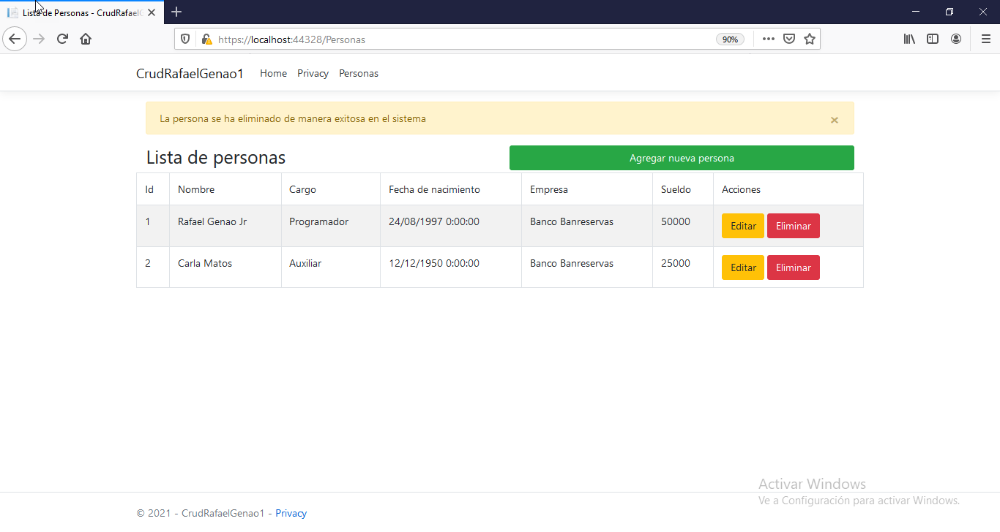 Lista de Personas - CrudRafaelG
https://localhost:44328/Personas 90%
CrudRafaelGenao1 Home Privacy Personas
La persona se ha eliminado de manera exitosa en el sistema ×
Lista de personas Agregar nueva persona
Id Nombre Cargo Fecha de nacimiento Empresa Sueldo Acciones
1 Rafael Genao Jr Programador 24/08/1997 0:00:00 Banco Banreservas 50000 Editar Eliminar
2 Carla Matos Auxiliar 12/12/1950 0:00:00 Banco Banreservas 25000 Editar Eliminar
Activar Windows
Ve a Configuración para activar Windows.
© 2021 - CrudRafaelGenao1 - Privacy